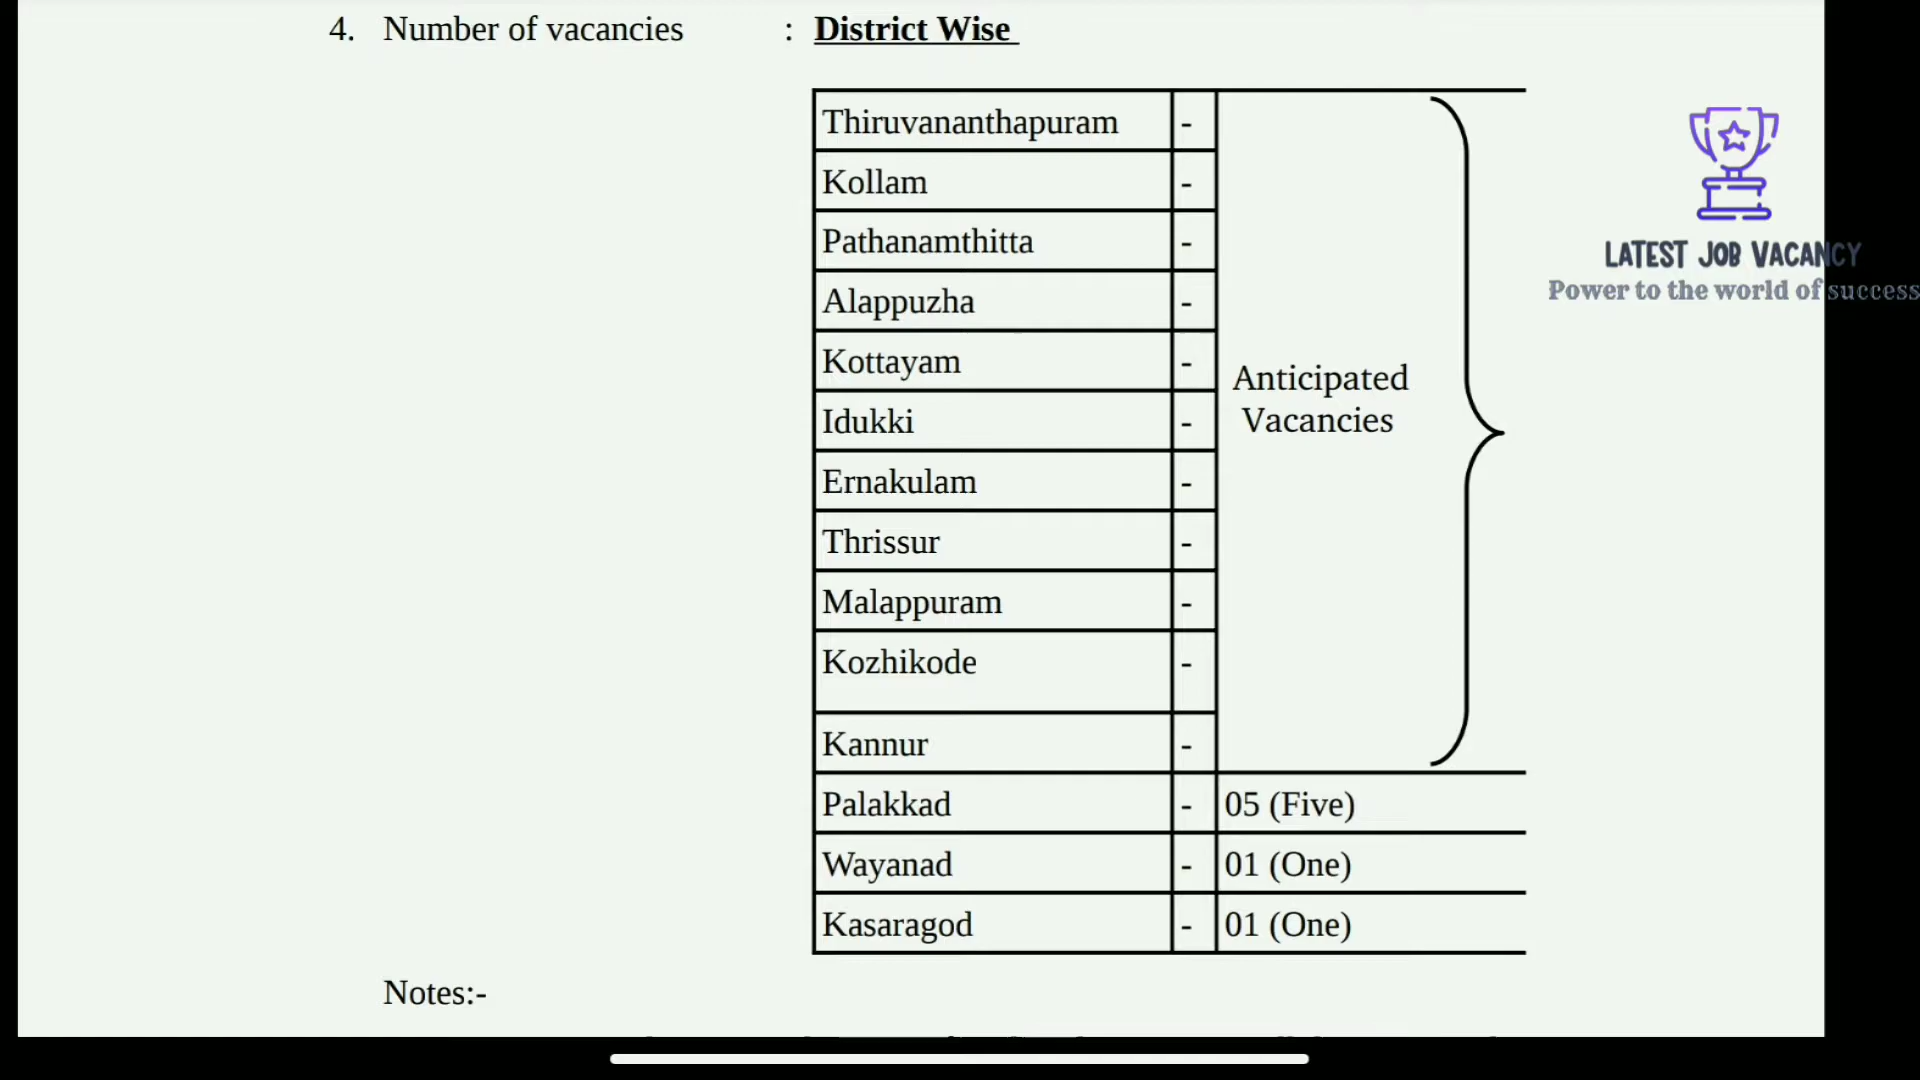 4. Number of vacancies : District Wise
Thiruvananthapuram -
Kollam -
Pathanamthitta -
Alappuzha -
Kottayam -
Idukki -
Ernakulam -
Thrissur -
Malappuram -
Kozhikode -
Kannur -
Anticipated
Vacancies
Palakkad - 05 (Five)
Wayanad - 01 (One)
Kasaragod - 01 (One)
Notes:-
LATEST JOB VACANCY
Power to the world of success